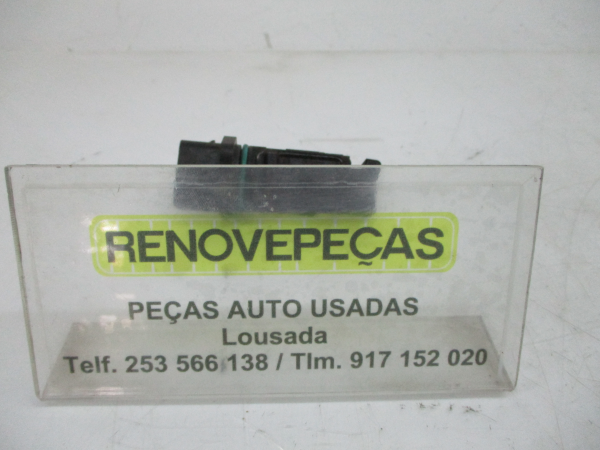 RENOVEPEÇAS
PEÇAS AUTO USADAS
Lousada
Telf. 253 566 138 / Tlm. 917 152 020